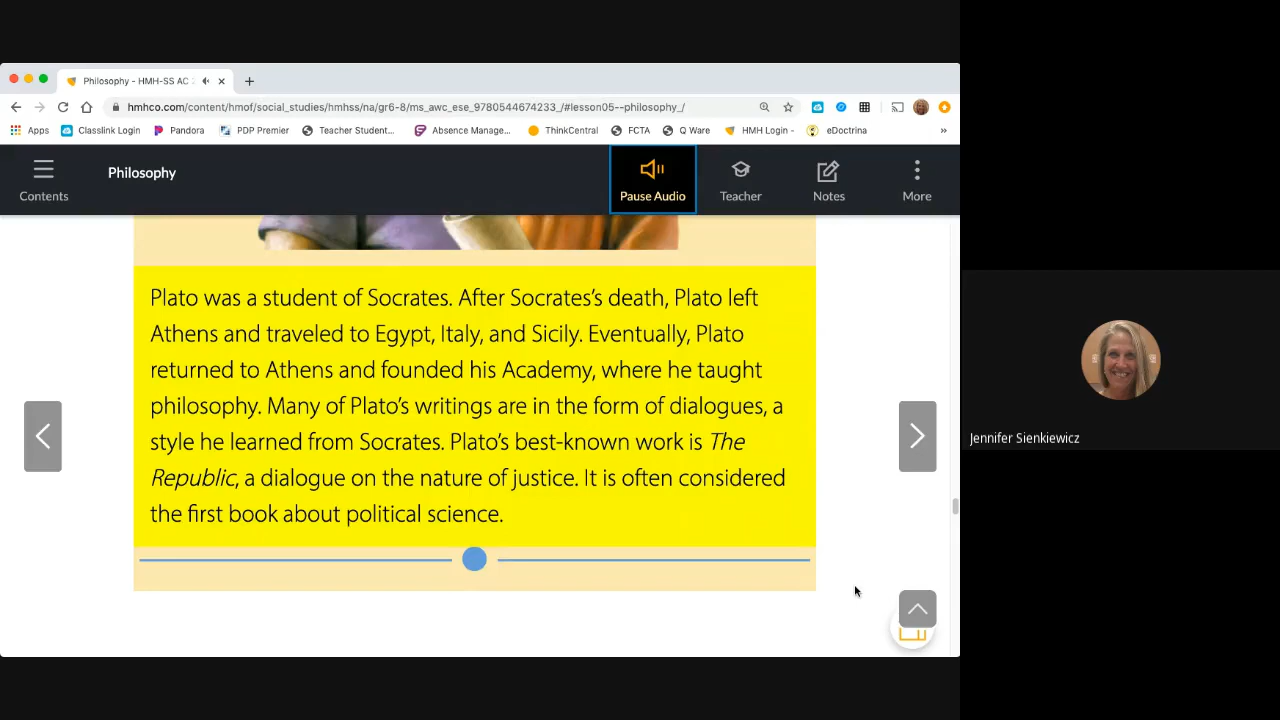 Philosophy - HMH-SS AC
hmhco.com/content/hmof/social_studies/hmhss/na/gr6-8/ms_awc_ese_9780544674233_/#lesson05--philosophy_/
Apps Classlink Login Pandora PDP Premier Teacher Student... Absence Manage... ThinkCentral FCTA Q Ware HMH Login - eDoctrina »
Contents Philosophy Pause Audio Teacher Notes More
Plato was a student of Socrates. After Socrates's death, Plato left
Athens and traveled to Egypt, Italy, and Sicily. Eventually, Plato
returned to Athens and founded his Academy, where he taught
philosophy. Many of Plato's writings are in the form of dialogues, a
style he learned from Socrates. Plato's best-known work is The
Republic, a dialogue on the nature of justice. It is often considered
the first book about political science.
Jennifer Sienkiewicz